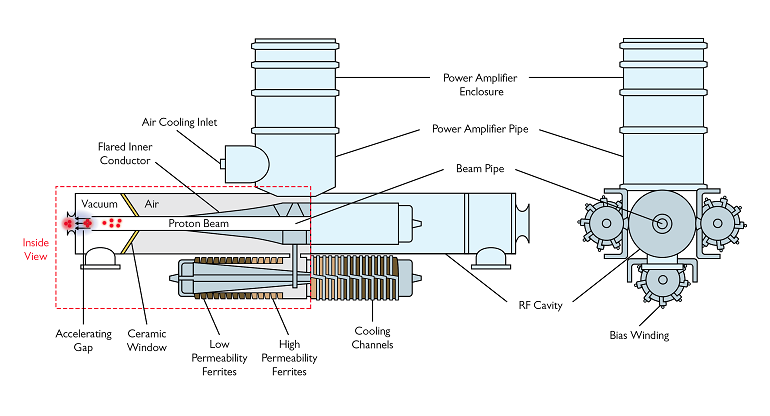 Power Amplifier
Enclosure
Air Cooling Inlet
Power Amplifier Pipe
Flared Inner
Conductor
Beam Pipe
Vacuum
Air
Proton Beam
Inside
View
RF Cavity
Accelerating
Gap
Ceramic
Window
Low
Permeability
Ferrites
High
Permeability
Ferrites
Cooling
Channels
Bias Winding